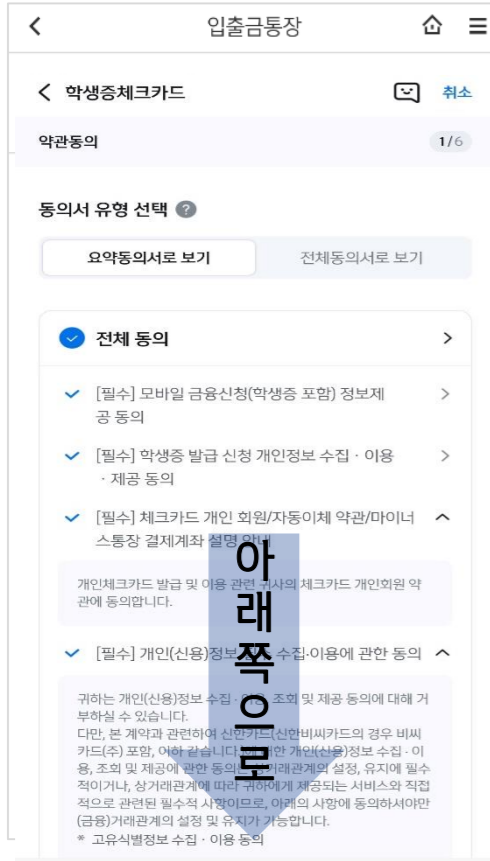 입출금통장
학생증체크카드
취소
약관동의
1/6
동의서 유형 선택 ?
요약동의서로 보기
전체동의서로 보기
전체 동의
[필수] 모바일 금융신청(학생증 포함) 정보제
공 동의
[필수] 학생증 발급 신청 개인정보 수집 · 이용
· 제공 동의
[필수] 체크카드 개인 회원/자동이체 약관/마이너
스통장 결제계좌 설명 안내
개인체크카드 발급 및 이용 관련 귀사의 체크카드 개인회원 약
관에 동의합니다.
[필수] 개인(신용)정보 수집·이용에 관한 동의
귀하는 개인(신용)정보 수집 · 이용, 조회 및 제공 동의에 대해 거
부하실 수 있습니다.
다만, 본 계약과 관련하여 신한카드(신한비씨카드의 경우 비씨
카드(주) 포함, 이하 같습니다)에 대한 개인(신용)정보 수집 · 이
용, 조회 및 제공에 관한 동의는 거래관계의 설정, 유지에 필수
적이거나, 상거래관계에 따라 귀하에게 제공되는 서비스와 직접
적으로 관련된 필수적 사항이므로, 아래의 사항에 동의하셔야만
(금융)거래관계의 설정 및 유지가 가능합니다.
* 고유식별정보 수집 · 이용 동의
아래쪽으로